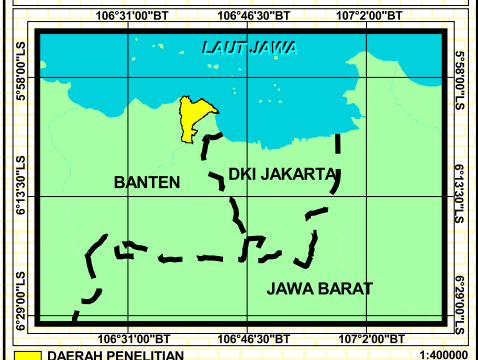 106°31'00"BT 106°46'30"BT 107°2'00"BT
LAUT JAWA
5°58'00"LS 5°58'00"LS
DKI JAKARTA
BANTEN
6°13'30"LS 6°13'30"LS
JAWA BARAT
6°29'00"LS 6°29'00"LS
106°31'00"BT 106°46'30"BT 107°2'00"BT
DAERAH PENELITIAN 1:400000